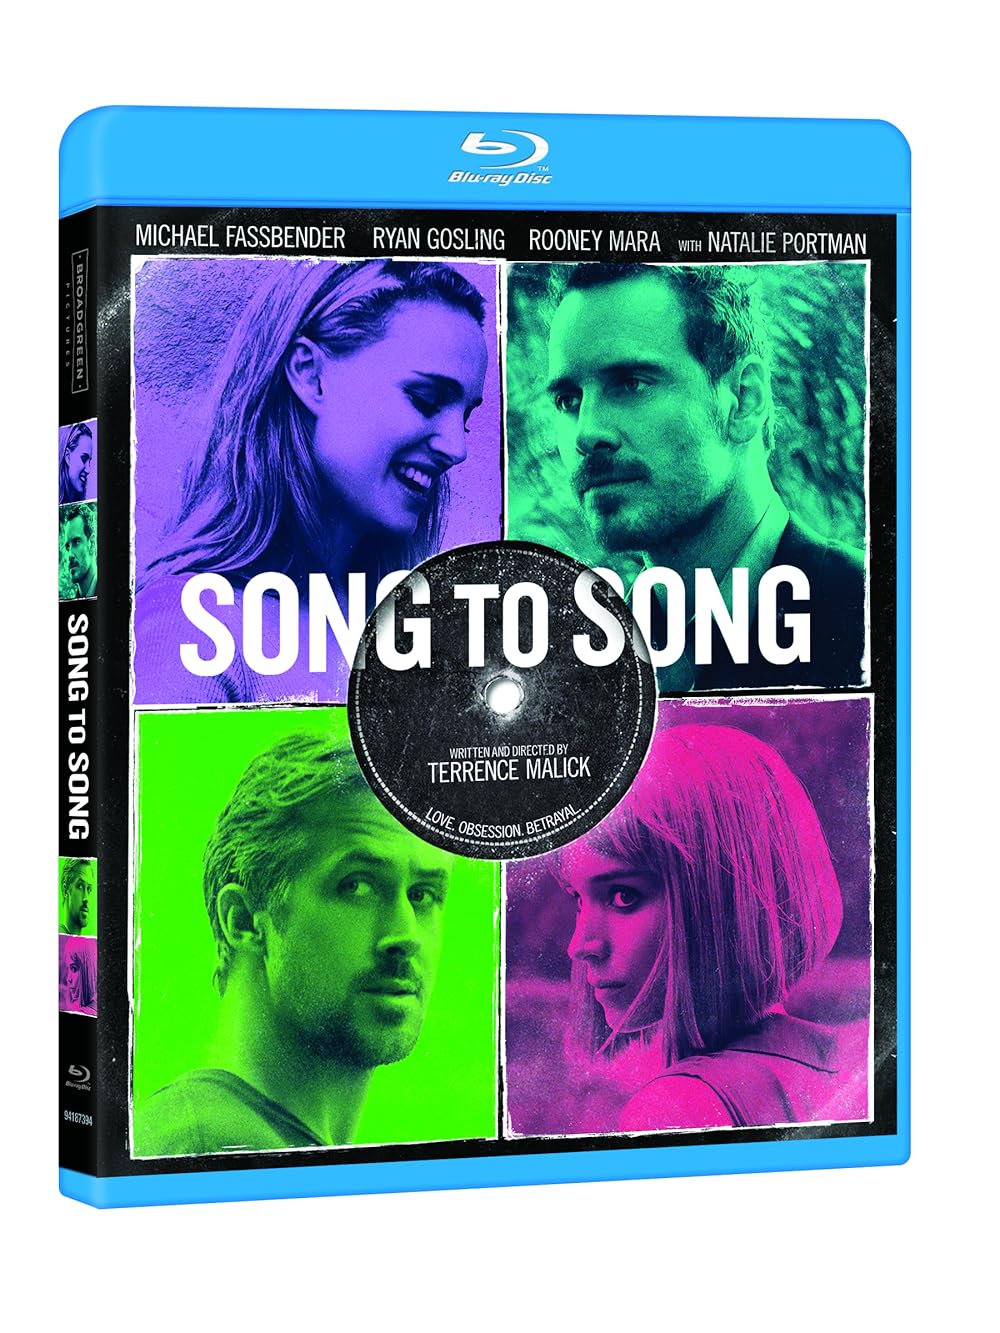 Blu-ray Disc™
MICHAEL FASSBENDER RYAN GOSLING ROONEY MARA WITH NATALIE PORTMAN
SONG TO SONG
WRITTEN AND DIRECTED BY
TERRENCE MALICK
LOVE. OBSESSION. BETRAYAL.
·BROADGREEN·
PICTURES
SONG TO SONG
Blu-ray Disc
94187394